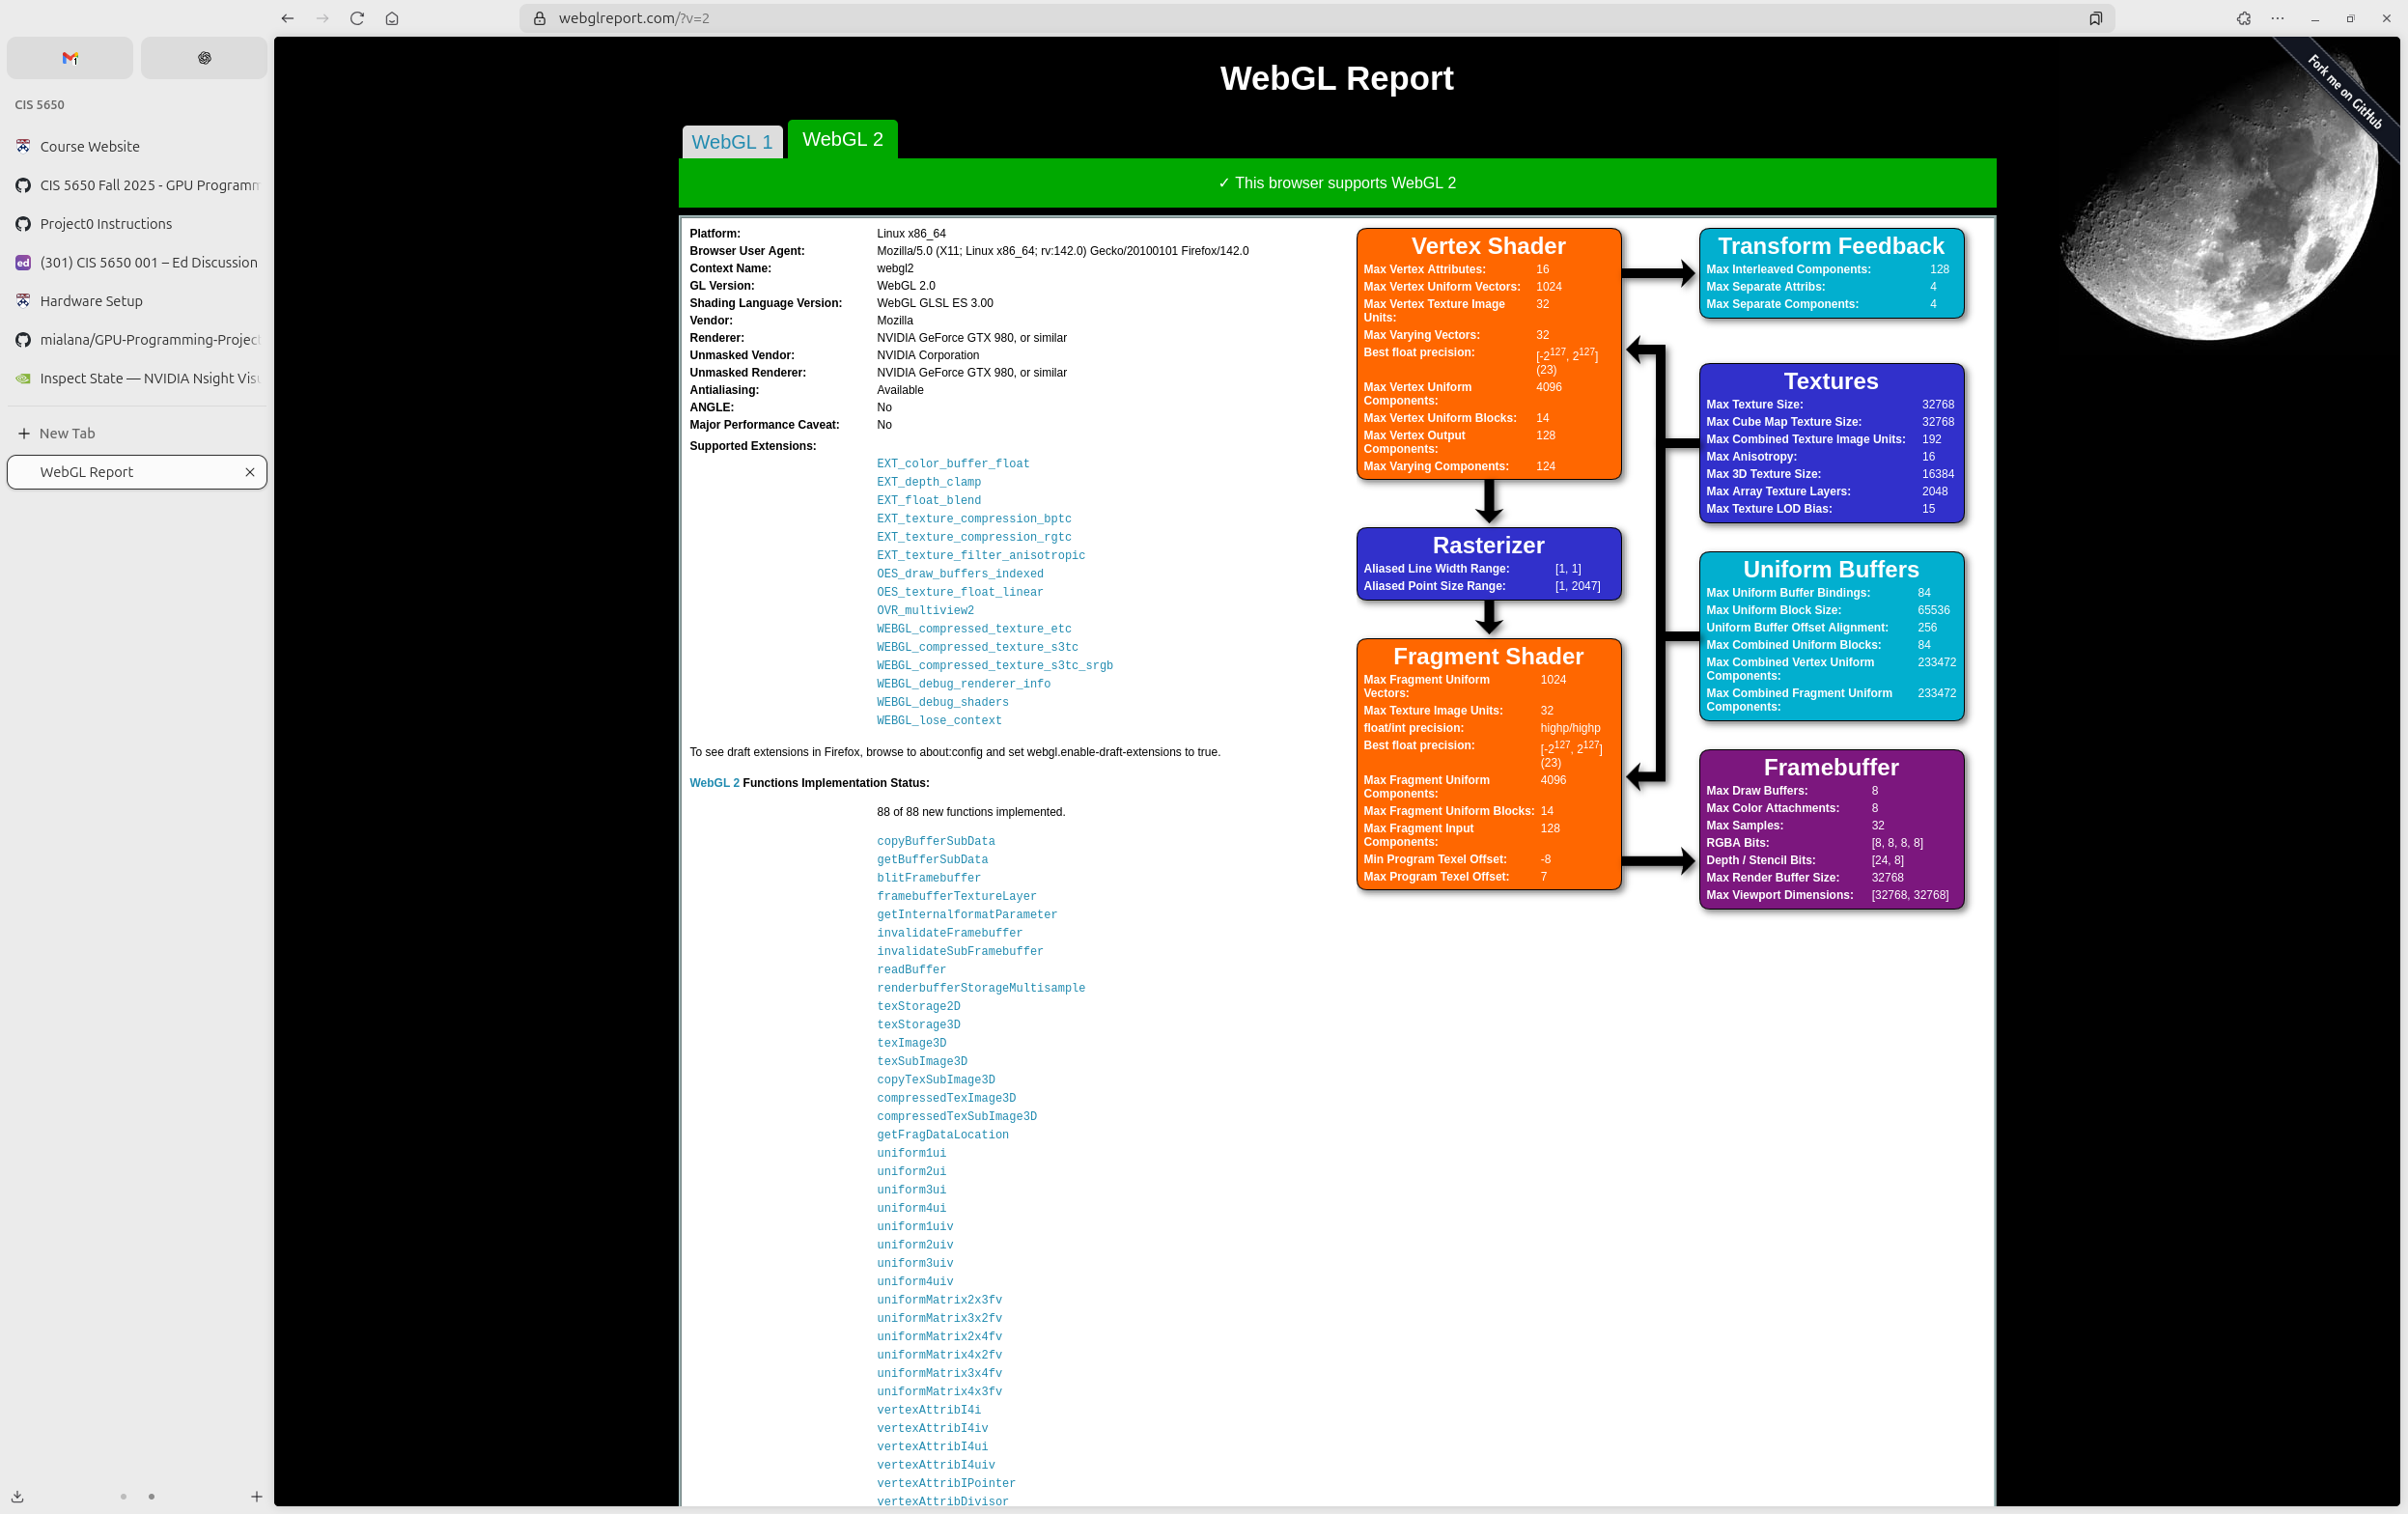 webglreport.com/?v=2
1
CIS 5650
Course Website
CIS 5650 Fall 2025 - GPU Programm
Project0 Instructions
(301) CIS 5650 001 – Ed Discussion
Hardware Setup
mialana/GPU-Programming-Project
Inspect State — NVIDIA Nsight Visu
New Tab
WebGL Report
WebGL Report
Fork me on GitHub
WebGL 1
WebGL 2
✓ This browser supports WebGL 2
Platform: Linux x86_64
Browser User Agent: Mozilla/5.0 (X11; Linux x86_64; rv:142.0) Gecko/20100101 Firefox/142.0
Context Name: webgl2
GL Version: WebGL 2.0
Shading Language Version: WebGL GLSL ES 3.00
Vendor: Mozilla
Renderer: NVIDIA GeForce GTX 980, or similar
Unmasked Vendor: NVIDIA Corporation
Unmasked Renderer: NVIDIA GeForce GTX 980, or similar
Antialiasing: Available
ANGLE: No
Major Performance Caveat: No
Supported Extensions:
EXT_color_buffer_float
EXT_depth_clamp
EXT_float_blend
EXT_texture_compression_bptc
EXT_texture_compression_rgtc
EXT_texture_filter_anisotropic
OES_draw_buffers_indexed
OES_texture_float_linear
OVR_multiview2
WEBGL_compressed_texture_etc
WEBGL_compressed_texture_s3tc
WEBGL_compressed_texture_s3tc_srgb
WEBGL_debug_renderer_info
WEBGL_debug_shaders
WEBGL_lose_context
To see draft extensions in Firefox, browse to about:config and set webgl.enable-draft-extensions to true.
WebGL 2 Functions Implementation Status:
88 of 88 new functions implemented.
copyBufferSubData
getBufferSubData
blitFramebuffer
framebufferTextureLayer
getInternalformatParameter
invalidateFramebuffer
invalidateSubFramebuffer
readBuffer
renderbufferStorageMultisample
texStorage2D
texStorage3D
texImage3D
texSubImage3D
copyTexSubImage3D
compressedTexImage3D
compressedTexSubImage3D
getFragDataLocation
uniform1ui
uniform2ui
uniform3ui
uniform4ui
uniform1uiv
uniform2uiv
uniform3uiv
uniform4uiv
uniformMatrix2x3fv
uniformMatrix3x2fv
uniformMatrix2x4fv
uniformMatrix4x2fv
uniformMatrix3x4fv
uniformMatrix4x3fv
vertexAttribI4i
vertexAttribI4iv
vertexAttribI4ui
vertexAttribI4uiv
vertexAttribIPointer
vertexAttribDivisor
Vertex Shader
Max Vertex Attributes: 16
Max Vertex Uniform Vectors: 1024
Max Vertex Texture Image 32
Units:
Max Varying Vectors: 32
Best float precision: [-2^127, 2^127]
(23)
Max Vertex Uniform 4096
Components:
Max Vertex Uniform Blocks: 14
Max Vertex Output 128
Components:
Max Varying Components: 124
Rasterizer
Aliased Line Width Range: [1, 1]
Aliased Point Size Range: [1, 2047]
Fragment Shader
Max Fragment Uniform 1024
Vectors:
Max Texture Image Units: 32
float/int precision: highp/highp
Best float precision: [-2^127, 2^127]
(23)
Max Fragment Uniform 4096
Components:
Max Fragment Uniform Blocks: 14
Max Fragment Input 128
Components:
Min Program Texel Offset: -8
Max Program Texel Offset: 7
Transform Feedback
Max Interleaved Components: 128
Max Separate Attribs: 4
Max Separate Components: 4
Textures
Max Texture Size: 32768
Max Cube Map Texture Size: 32768
Max Combined Texture Image Units: 192
Max Anisotropy: 16
Max 3D Texture Size: 16384
Max Array Texture Layers: 2048
Max Texture LOD Bias: 15
Uniform Buffers
Max Uniform Buffer Bindings: 84
Max Uniform Block Size: 65536
Uniform Buffer Offset Alignment: 256
Max Combined Uniform Blocks: 84
Max Combined Vertex Uniform 233472
Components:
Max Combined Fragment Uniform 233472
Components:
Framebuffer
Max Draw Buffers: 8
Max Color Attachments: 8
Max Samples: 32
RGBA Bits: [8, 8, 8, 8]
Depth / Stencil Bits: [24, 8]
Max Render Buffer Size: 32768
Max Viewport Dimensions: [32768, 32768]